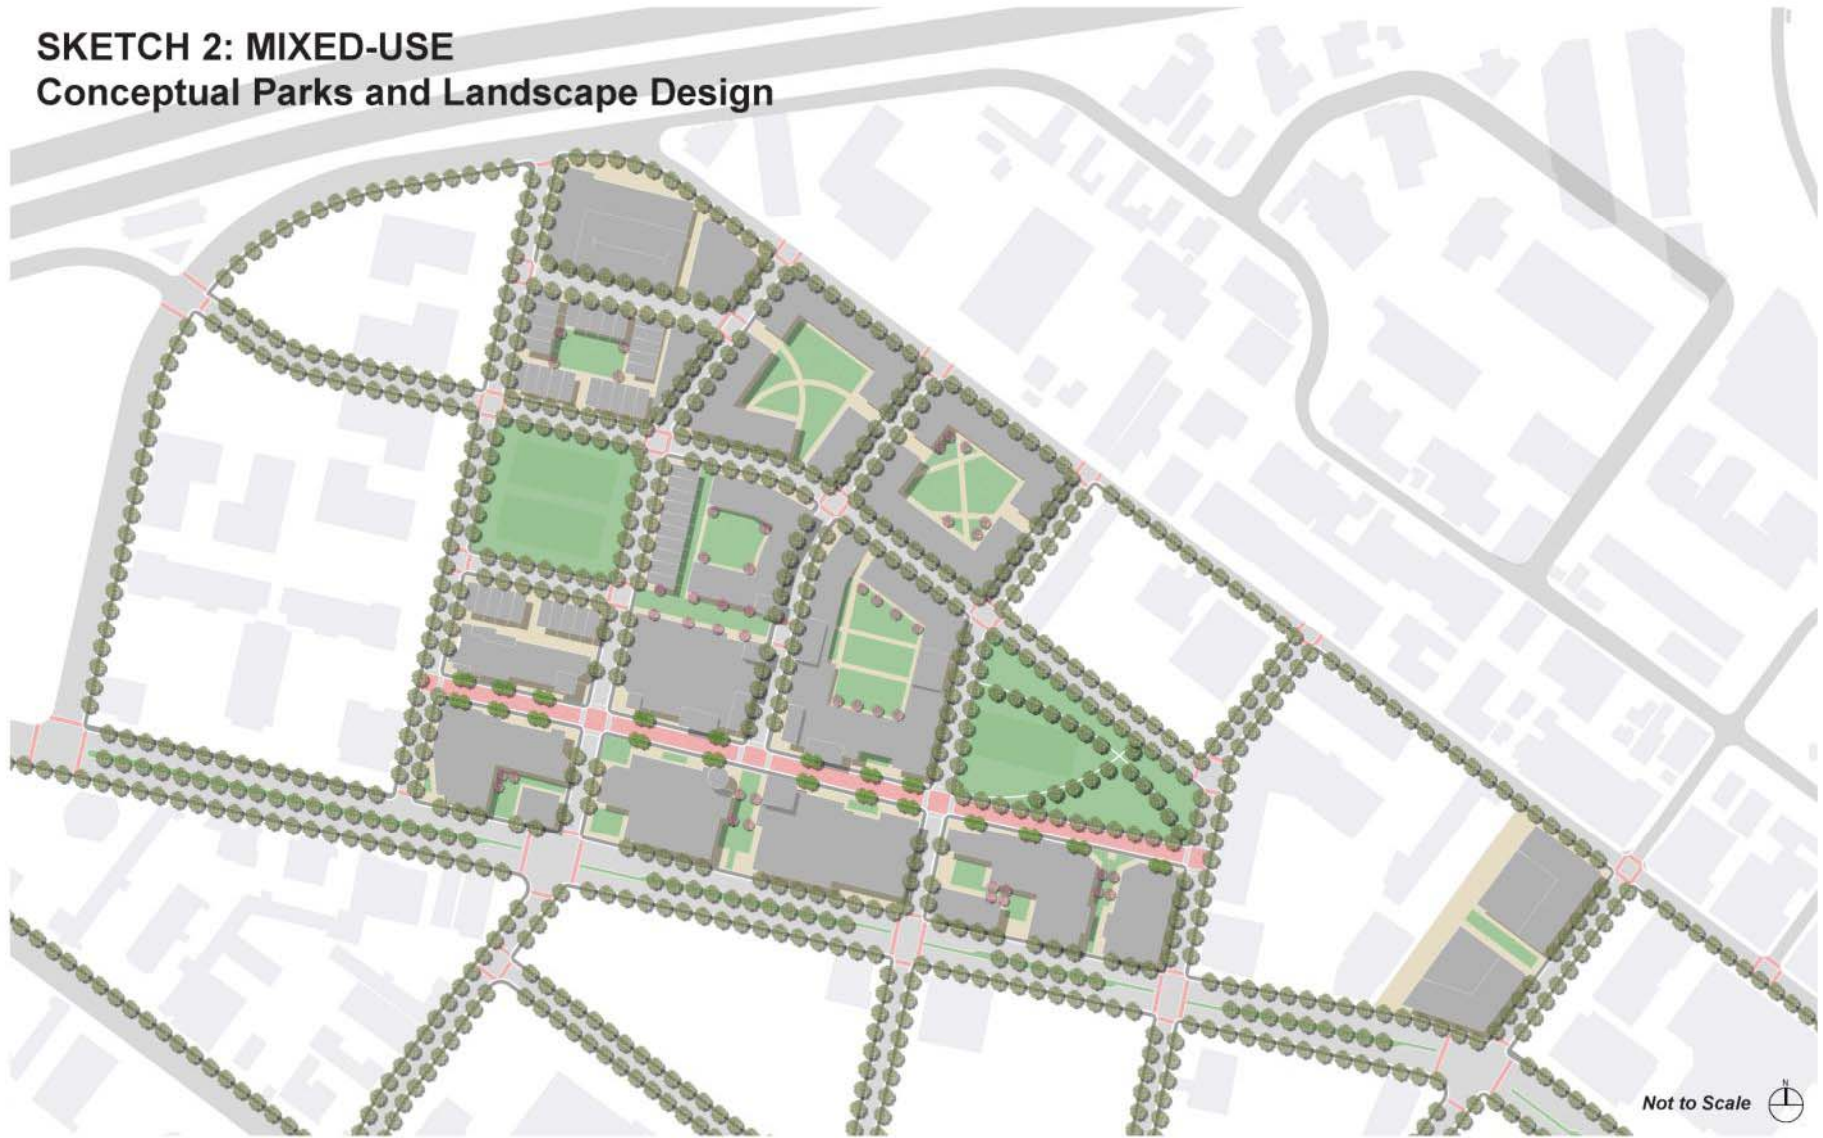 SKETCH 2: MIXED-USE
Conceptual Parks and Landscape Design
Not to Scale
N